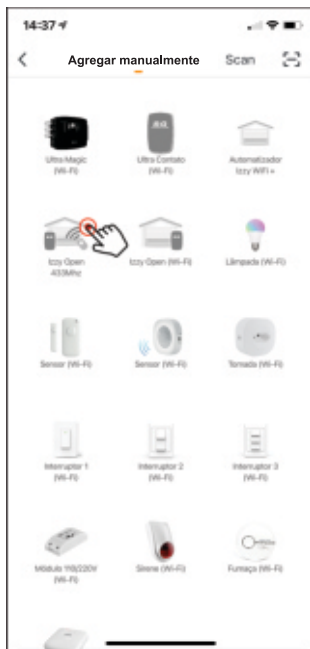 14:37
Agregar manualmente
Scan
Ultra Magic
(Wi-Fi)
Ultra Contato
(Wi-Fi)
Automatizador
Izzy WiFi +
Izzy Open
433Mhz
Izzy Open (Wi-Fi)
Lâmpada (Wi-Fi)
Sensor (Wi-Fi)
Sensor (Wi-Fi)
Tomada (Wi-Fi)
Interruptor 1
(Wi-Fi)
Interruptor 2
(Wi-Fi)
Interruptor 3
(Wi-Fi)
Módulo 110/220V
(Wi-Fi)
Sirene (Wi-Fi)
Fumaça (Wi-Fi)